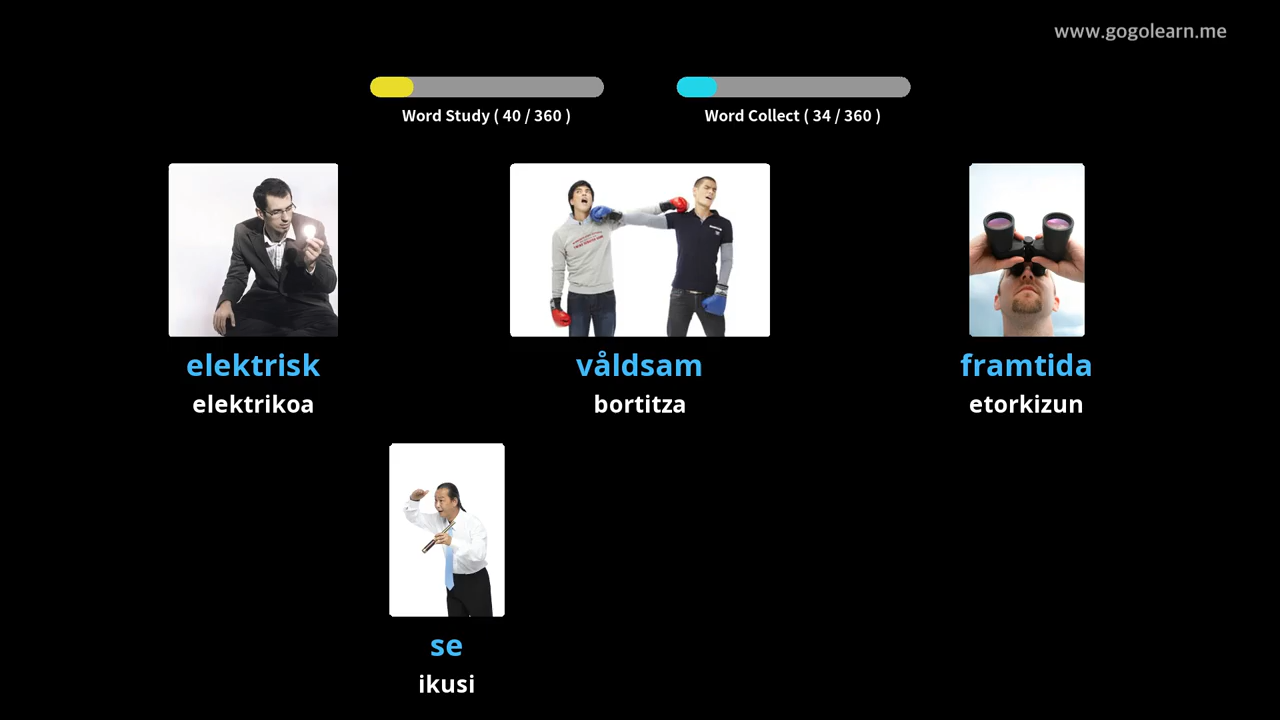 www.gogolearn.me
Word Study ( 40 / 360 )
Word Collect ( 34 / 360 )
elektrisk
elektrikoa
våldsam
bortitza
framtida
etorkizun
se
ikusi